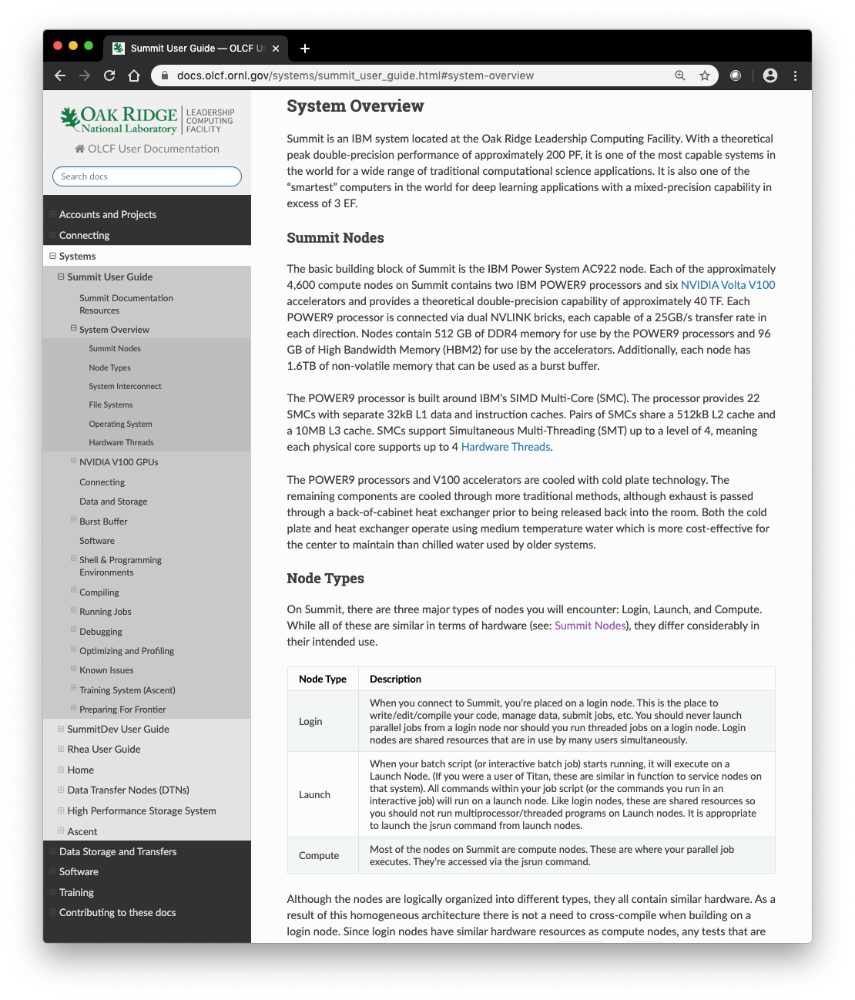 Summit User Guide — OLCF U
docs.olcf.ornl.gov/systems/summit_user_guide.html#system-overview
OAK RIDGE
National Laboratory
LEADERSHIP
COMPUTING
FACILITY
OLCF User Documentation
Search docs
Accounts and Projects
Connecting
Systems
Summit User Guide
Summit Documentation
Resources
System Overview
Summit Nodes
Node Types
System Interconnect
File Systems
Operating System
Hardware Threads
NVIDIA V100 GPUs
Connecting
Data and Storage
Burst Buffer
Software
Shell & Programming
Environments
Compiling
Running Jobs
Debugging
Optimizing and Profiling
Known Issues
Training System (Ascent)
Preparing For Frontier
SummitDev User Guide
Rhea User Guide
Home
Data Transfer Nodes (DTNs)
High Performance Storage System
Ascent
Data Storage and Transfers
Software
Training
Contributing to these docs
System Overview
Summit is an IBM system located at the Oak Ridge Leadership Computing Facility. With a theoretical
peak double-precision performance of approximately 200 PF, it is one of the most capable systems in
the world for a wide range of traditional computational science applications. It is also one of the
“smartest” computers in the world for deep learning applications with a mixed-precision capability in
excess of 3 EF.
Summit Nodes
The basic building block of Summit is the IBM Power System AC922 node. Each of the approximately
4,600 compute nodes on Summit contains two IBM POWER9 processors and six NVIDIA Volta V100
accelerators and provides a theoretical double-precision capability of approximately 40 TF. Each
POWER9 processor is connected via dual NVLINK bricks, each capable of a 25GB/s transfer rate in
each direction. Nodes contain 512 GB of DDR4 memory for use by the POWER9 processors and 96
GB of High Bandwidth Memory (HBM2) for use by the accelerators. Additionally, each node has
1.6TB of non-volatile memory that can be used as a burst buffer.
The POWER9 processor is built around IBM’s SIMD Multi-Core (SMC). The processor provides 22
SMCs with separate 32kB L1 data and instruction caches. Pairs of SMCs share a 512kB L2 cache and
a 10MB L3 cache. SMCs support Simultaneous Multi-Threading (SMT) up to a level of 4, meaning
each physical core supports up to 4 Hardware Threads.
The POWER9 processors and V100 accelerators are cooled with cold plate technology. The
remaining components are cooled through more traditional methods, although exhaust is passed
through a back-of-cabinet heat exchanger prior to being released back into the room. Both the cold
plate and heat exchanger operate using medium temperature water which is more cost-effective for
the center to maintain than chilled water used by older systems.
Node Types
On Summit, there are three major types of nodes you will encounter: Login, Launch, and Compute.
While all of these are similar in terms of hardware (see: Summit Nodes), they differ considerably in
their intended use.
Node Type Description
Login
When you connect to Summit, you’re placed on a login node. This is the place to
write/edit/compile your code, manage data, submit jobs, etc. You should never launch
parallel jobs from a login node nor should you run threaded jobs on a login node. Login
nodes are shared resources that are in use by many users simultaneously.
Launch
When your batch script (or interactive batch job) starts running, it will execute on a
Launch Node. (If you were a user of Titan, these are similar in function to service nodes on
that system). All commands within your job script (or the commands you run in an
interactive job) will run on a launch node. Like login nodes, these are shared resources so
you should not run multiprocessor/threaded programs on Launch nodes. It is appropriate
to launch the jsrun command from launch nodes.
Compute
Most of the nodes on Summit are compute nodes. These are where your parallel job
executes. They’re accessed via the jsrun command.
Although the nodes are logically organized into different types, they all contain similar hardware. As a
result of this homogeneous architecture there is not a need to cross-compile when building on a
login node. Since login nodes have similar hardware resources as compute nodes, any tests that are